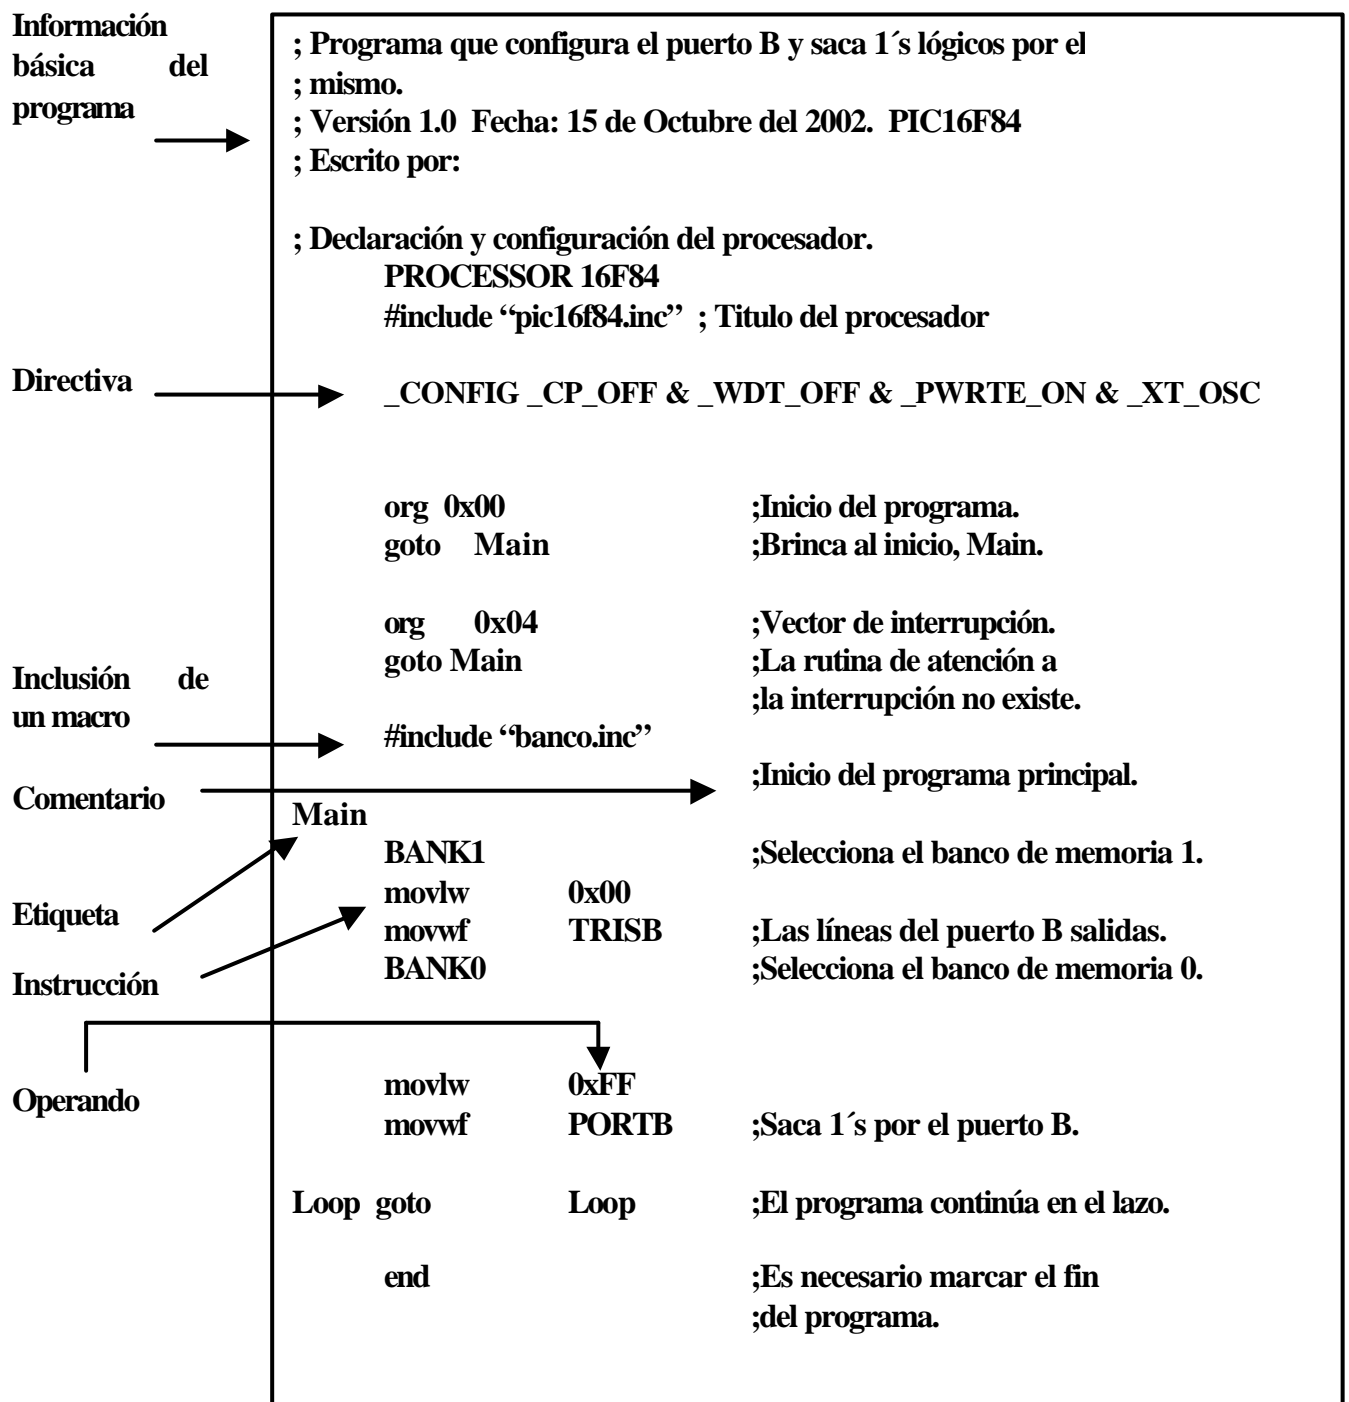 Información
básica del
programa
; Programa que configura el puerto B y saca 1´s lógicos por el
; mismo.
; Versión 1.0 Fecha: 15 de Octubre del 2002. PIC16F84
; Escrito por:
; Declaración y configuración del procesador.
PROCESSOR 16F84
#include “pic16f84.inc” ; Titulo del procesador
Directiva
_CONFIG _CP_OFF & _WDT_OFF & _PWRTE_ON & _XT_OSC
org 0x00 ;Inicio del programa.
goto Main ;Brinca al inicio, Main.
org 0x04 ;Vector de interrupción.
goto Main ;La rutina de atención a
;la interrupción no existe.
Inclusión de
un macro
#include “banco.inc”
;Inicio del programa principal.
Comentario
Main
BANK1 ;Selecciona el banco de memoria 1.
movlw 0x00
Etiqueta
movwf TRISB ;Las líneas del puerto B salidas.
BANK0 ;Selecciona el banco de memoria 0.
Instrucción
Operando
movlw 0xFF
movwf PORTB ;Saca 1´s por el puerto B.
Loop goto Loop ;El programa continúa en el lazo.
end ;Es necesario marcar el fin
;del programa.